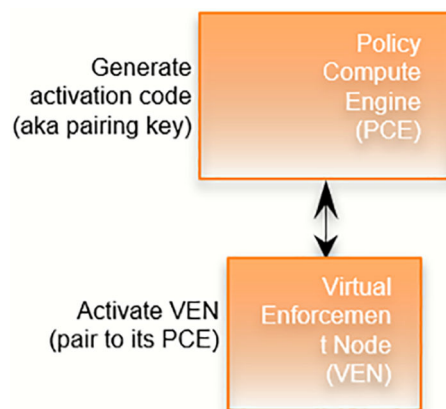 Generate
activation code
(aka pairing key)
Policy
Compute
Engine
(PCE)
Activate VEN
(pair to its PCE)
Virtual
Enforcemen
t Node
(VEN)